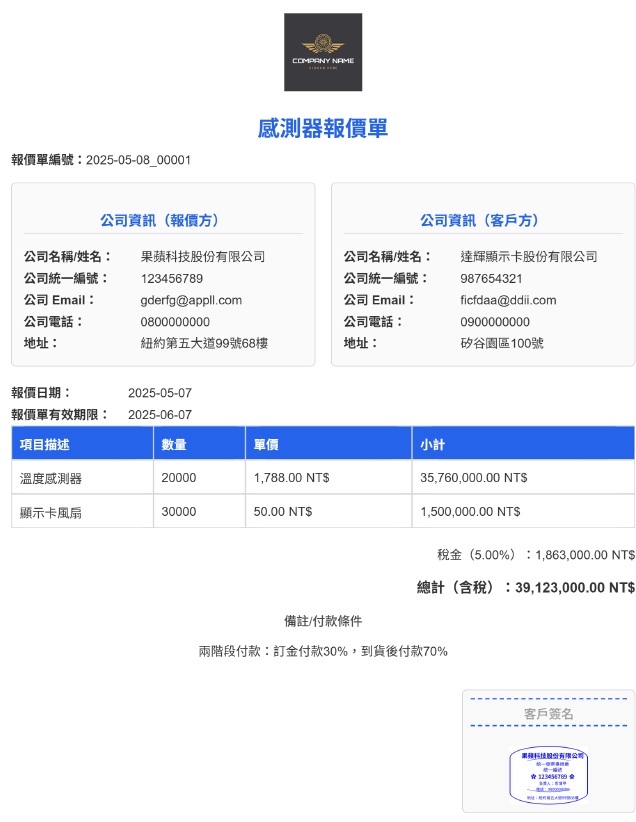 COMPANY NAME
感測器報價單
報價單編號：2025-05-08_00001
公司資訊（報價方）
公司名稱/姓名： 果蘋科技股份有限公司
公司統一編號： 123456789
公司 Email： gderfg@appll.com
公司電話： 0800000000
地址： 紐約第五大道99號68樓
公司資訊（客戶方）
公司名稱/姓名： 達輝顯示卡股份有限公司
公司統一編號： 987654321
公司 Email： ficfdaa@ddii.com
公司電話： 0900000000
地址： 矽谷園區100號
報價日期： 2025-05-07
報價單有效期限： 2025-06-07
項目描述 數量 單價 小計
溫度感測器 20000 1,788.00 NT$ 35,760,000.00 NT$
顯示卡風扇 30000 50.00 NT$ 1,500,000.00 NT$
稅金（5.00%）：1,863,000.00 NT$
總計（含稅）：39,123,000.00 NT$
備註/付款條件
兩階段付款：訂金付款30%，到貨後付款70%
客戶簽名
果蘋科技股份有限公司
統一發票專用章
統一編號
123456789